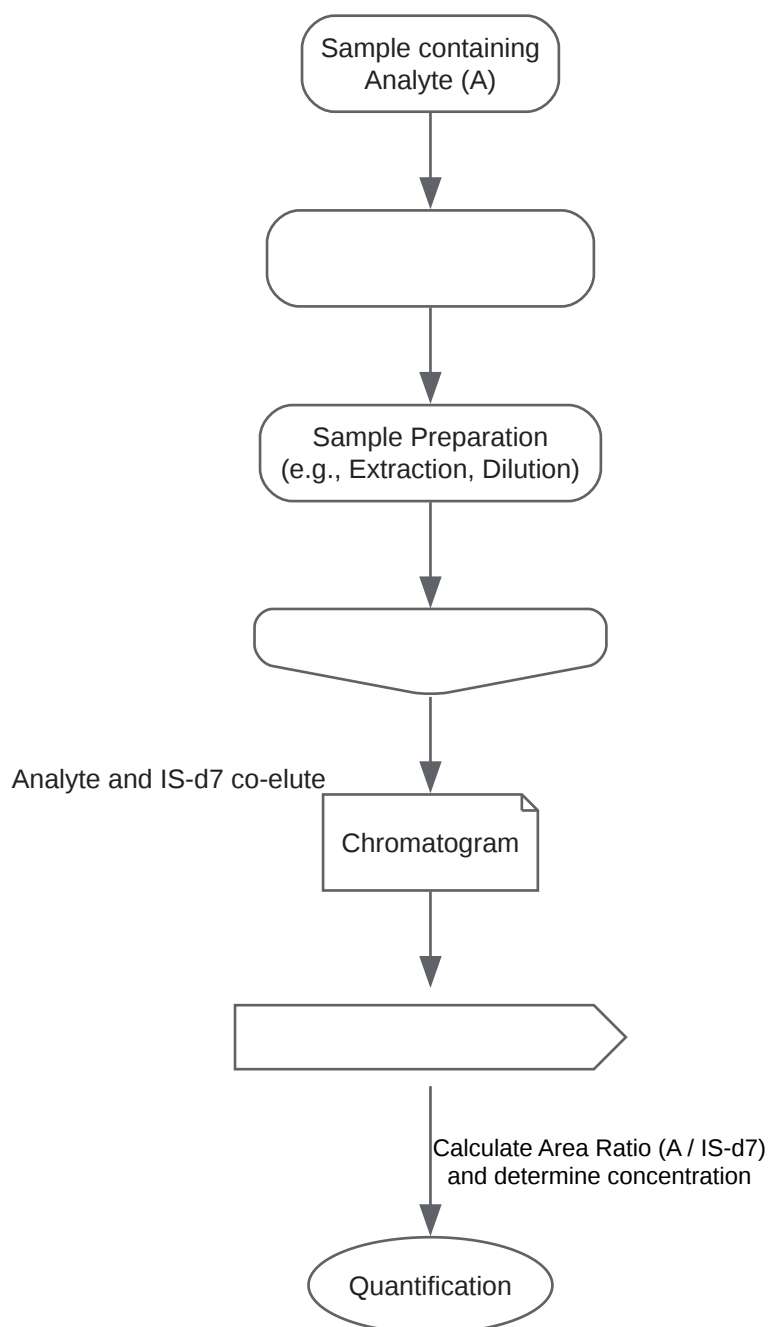 Sample containing
Analyte (A)
Sample Preparation
(e.g., Extraction, Dilution)
Analyte and IS-d7 co-elute
Chromatogram
Calculate Area Ratio (A / IS-d7)
and determine concentration
Quantification